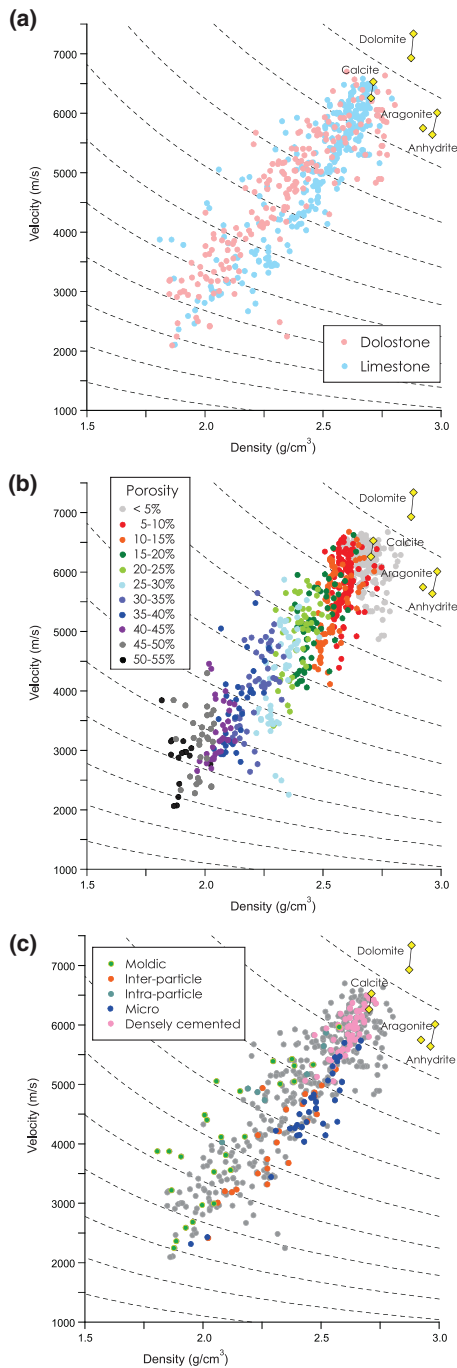 (a)
7000
6000
5000
4000
3000
2000
1000
Velocity (m/s)
Dolomite
Calcite
Aragonite
Anhydrite
Dolostone
Limestone
1.5
2.0
2.5
3.0
Density (g/cm³)
(b)
7000
6000
5000
4000
3000
2000
1000
Velocity (m/s)
Porosity
< 5%
5-10%
10-15%
15-20%
20-25%
25-30%
30-35%
35-40%
40-45%
45-50%
50-55%
Dolomite
Calcite
Aragonite
Anhydrite
1.5
2.0
2.5
3.0
Density (g/cm³)
(c)
7000
6000
5000
4000
3000
2000
1000
Velocity (m/s)
Moldic
Inter-particle
Intra-particle
Micro
Densely cemented
Dolomite
Calcite
Aragonite
Anhydrite
1.5
2.0
2.5
3.0
Density (g/cm³)